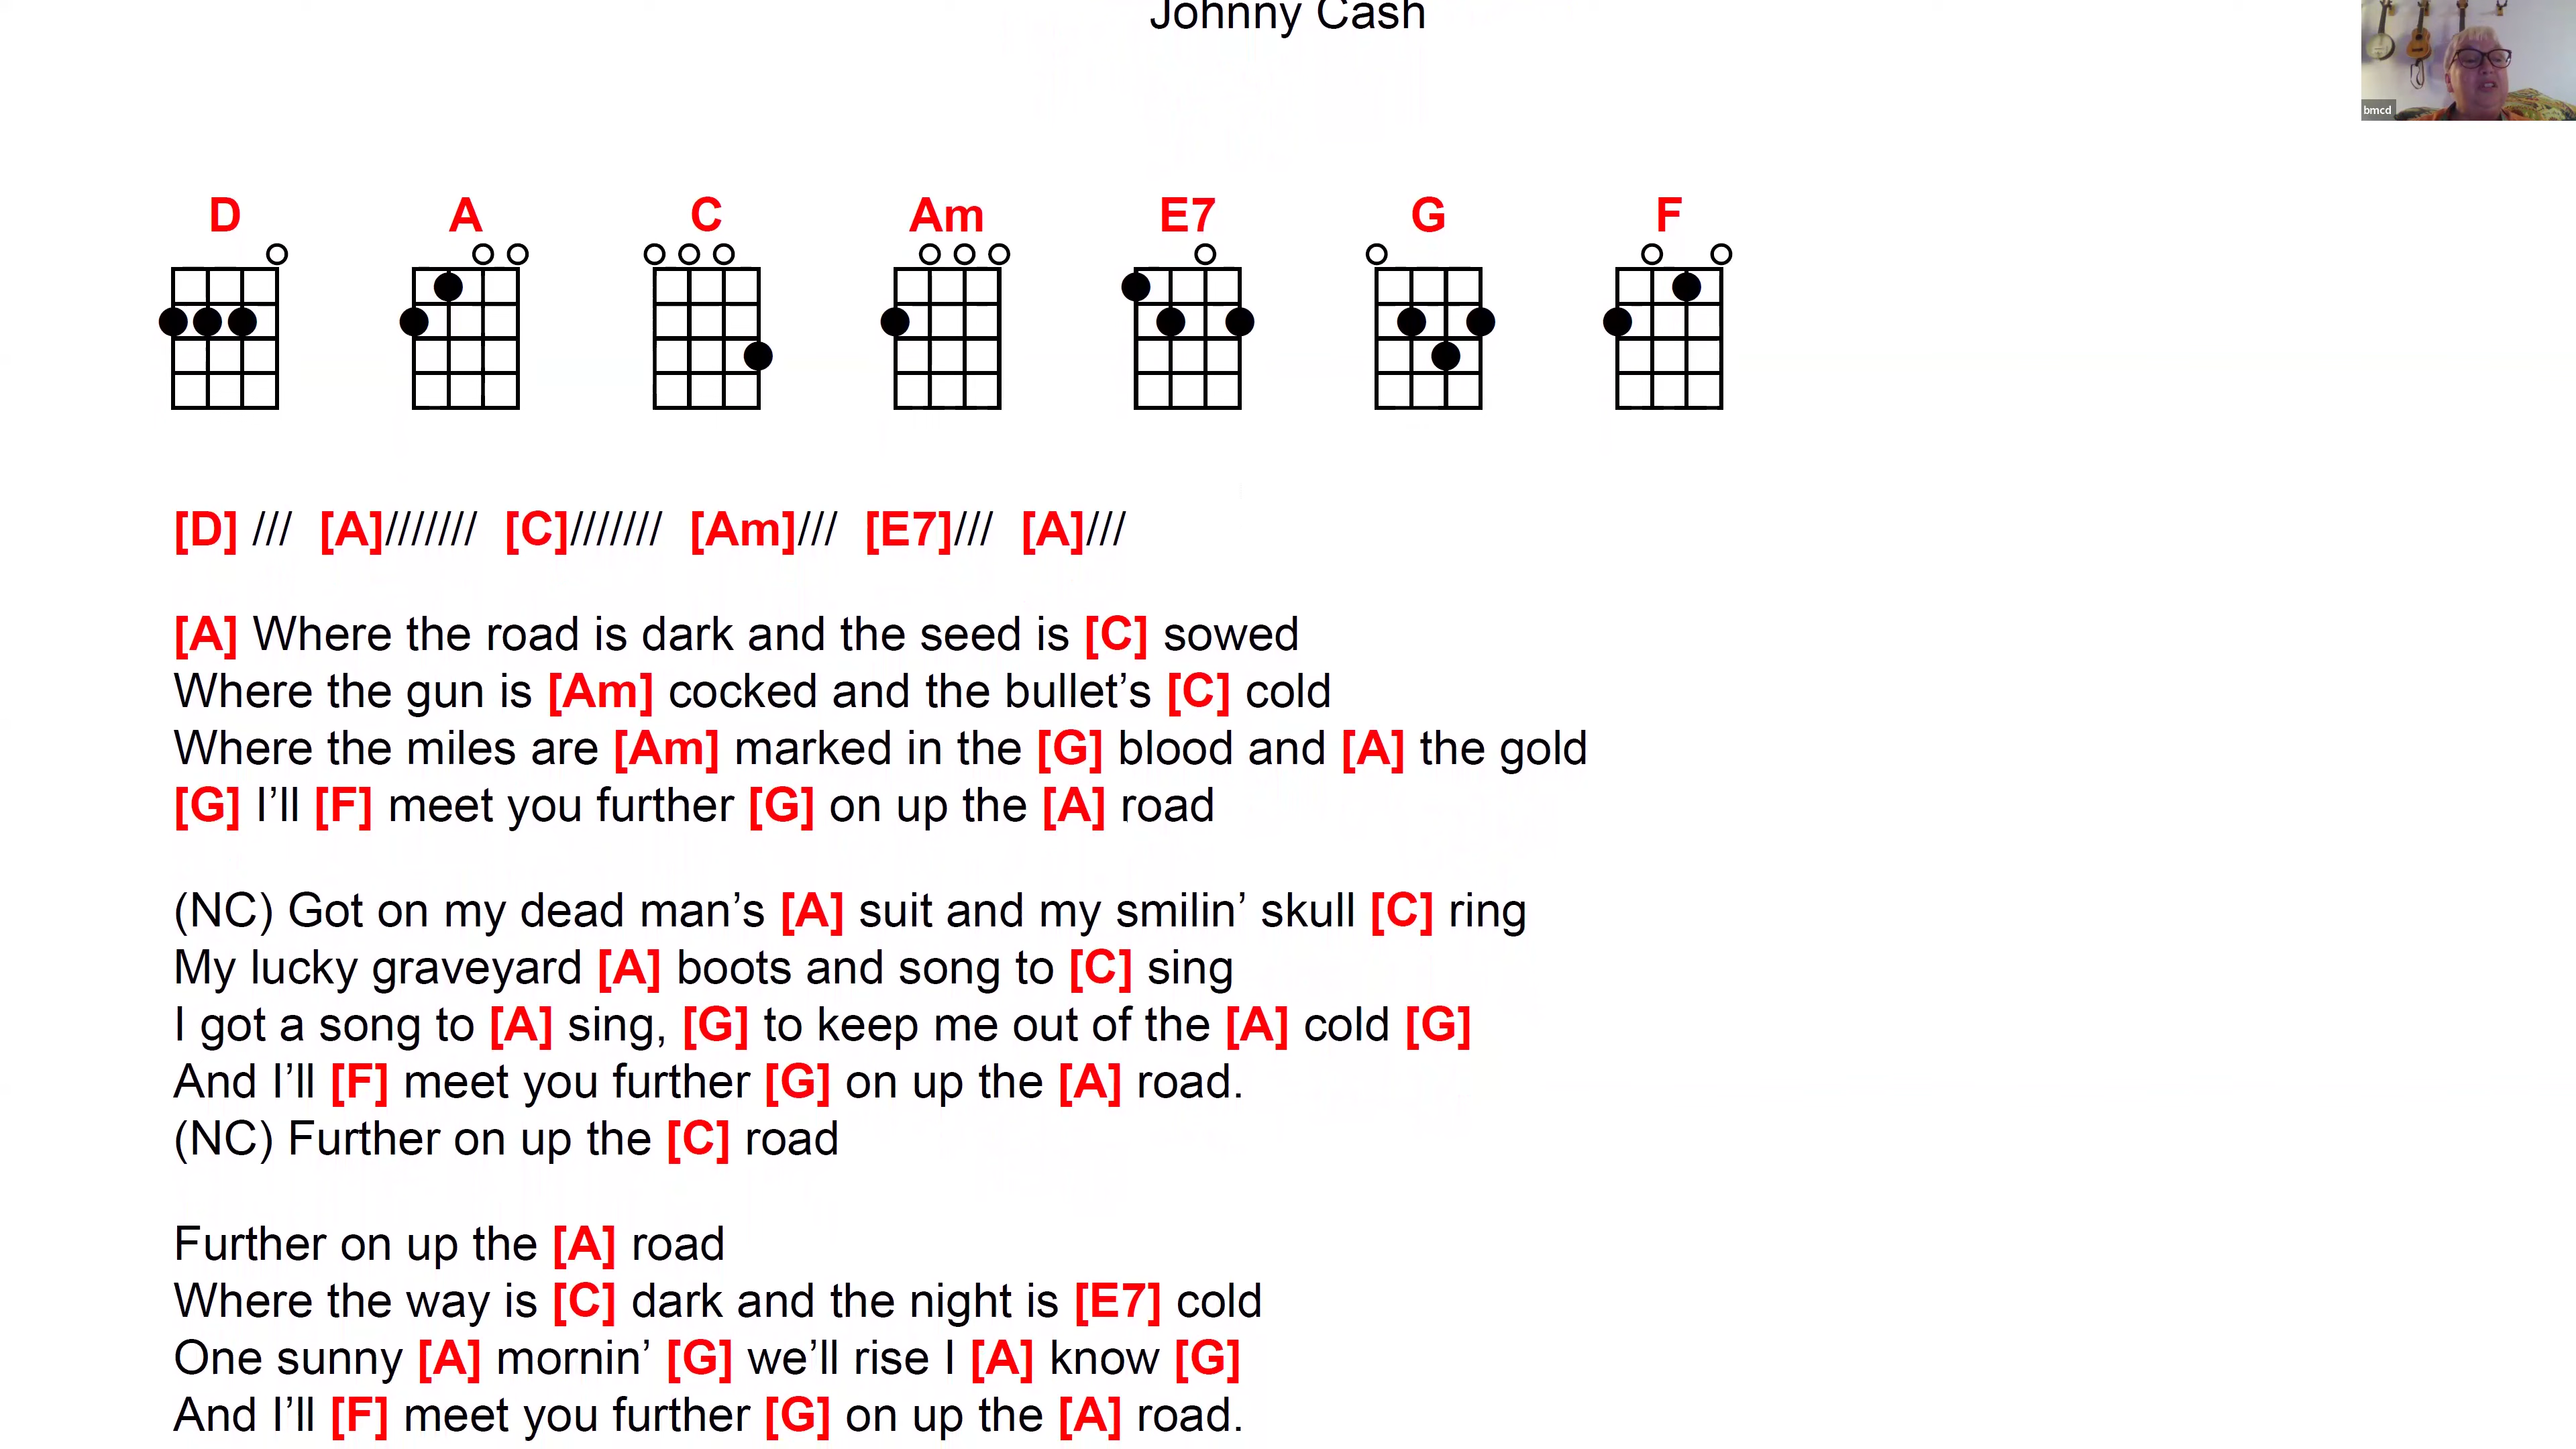 Johnny Cash
bmcd
D A C Am E7 G F
[D] /// [A]/////// [C]/////// [Am]/// [E7]/// [A]///
[A] Where the road is dark and the seed is [C] sowed
Where the gun is [Am] cocked and the bullet’s [C] cold
Where the miles are [Am] marked in the [G] blood and [A] the gold
[G] I’ll [F] meet you further [G] on up the [A] road
(NC) Got on my dead man’s [A] suit and my smilin’ skull [C] ring
My lucky graveyard [A] boots and song to [C] sing
I got a song to [A] sing, [G] to keep me out of the [A] cold [G]
And I’ll [F] meet you further [G] on up the [A] road.
(NC) Further on up the [C] road
Further on up the [A] road
Where the way is [C] dark and the night is [E7] cold
One sunny [A] mornin’ [G] we’ll rise I [A] know [G]
And I’ll [F] meet you further [G] on up the [A] road.